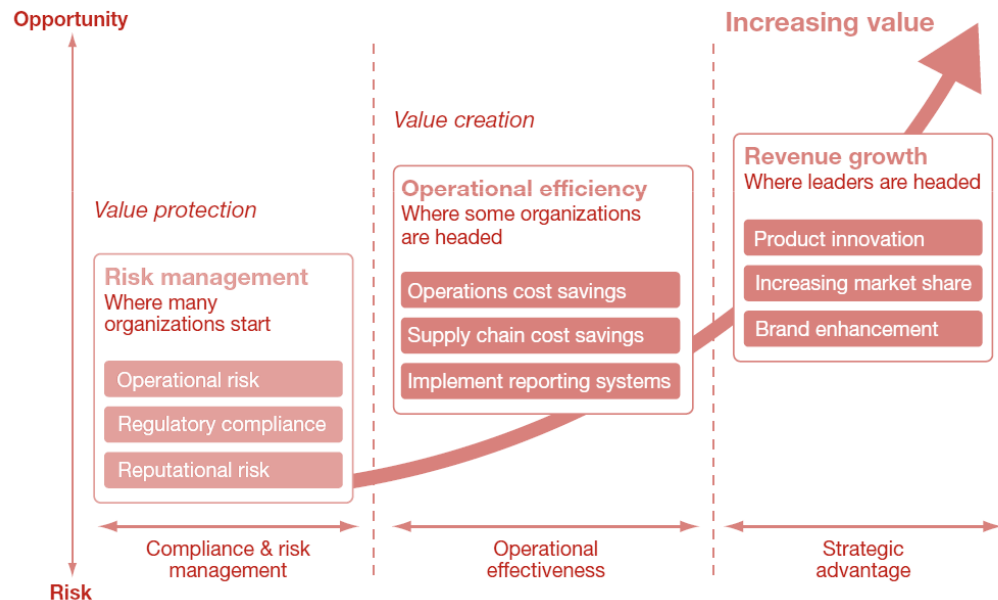 Opportunity
Increasing value
Value creation
Value protection
Risk management
Where many
organizations start
Operational risk
Regulatory compliance
Reputational risk
Operational efficiency
Where some organizations
are headed
Operations cost savings
Supply chain cost savings
Implement reporting systems
Revenue growth
Where leaders are headed
Product innovation
Increasing market share
Brand enhancement
Compliance & risk
management
Operational
effectiveness
Strategic
advantage
Risk